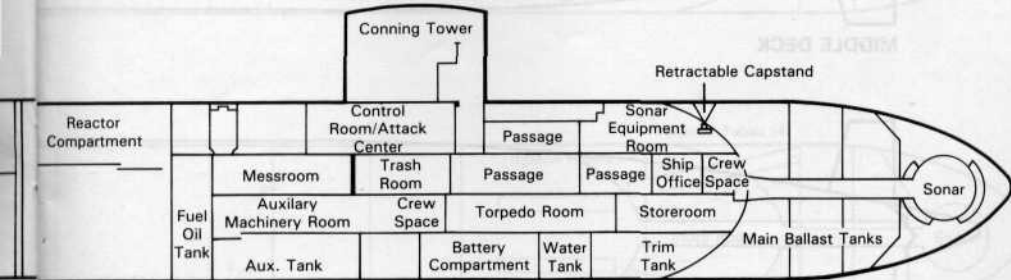 MIDDLE DECK
Conning Tower
Retractable Capstand
Reactor
Compartment
Control
Room/Attack
Center
Passage
Sonar
Equipment
Room
Messroom
Trash
Room
Passage
Passage
Ship
Office
Crew
Space
Fuel
Oil
Tank
Auxilary
Machinery Room
Crew
Space
Torpedo Room
Storeroom
Sonar
Aux. Tank
Battery
Compartment
Water
Tank
Trim
Tank
Main Ballast Tanks